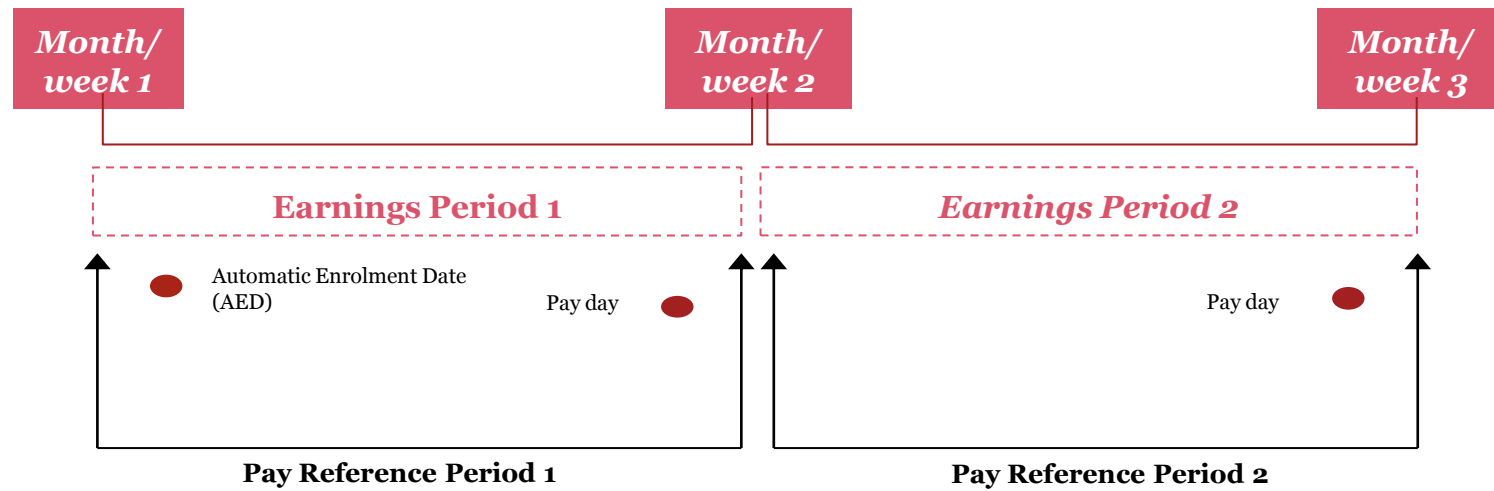 Month/
week 1
Month/
week 2
Month/
week 3
Earnings Period 1
Earnings Period 2
Automatic Enrolment Date
(AED)
Pay day
Pay day
Pay Reference Period 1
Pay Reference Period 2